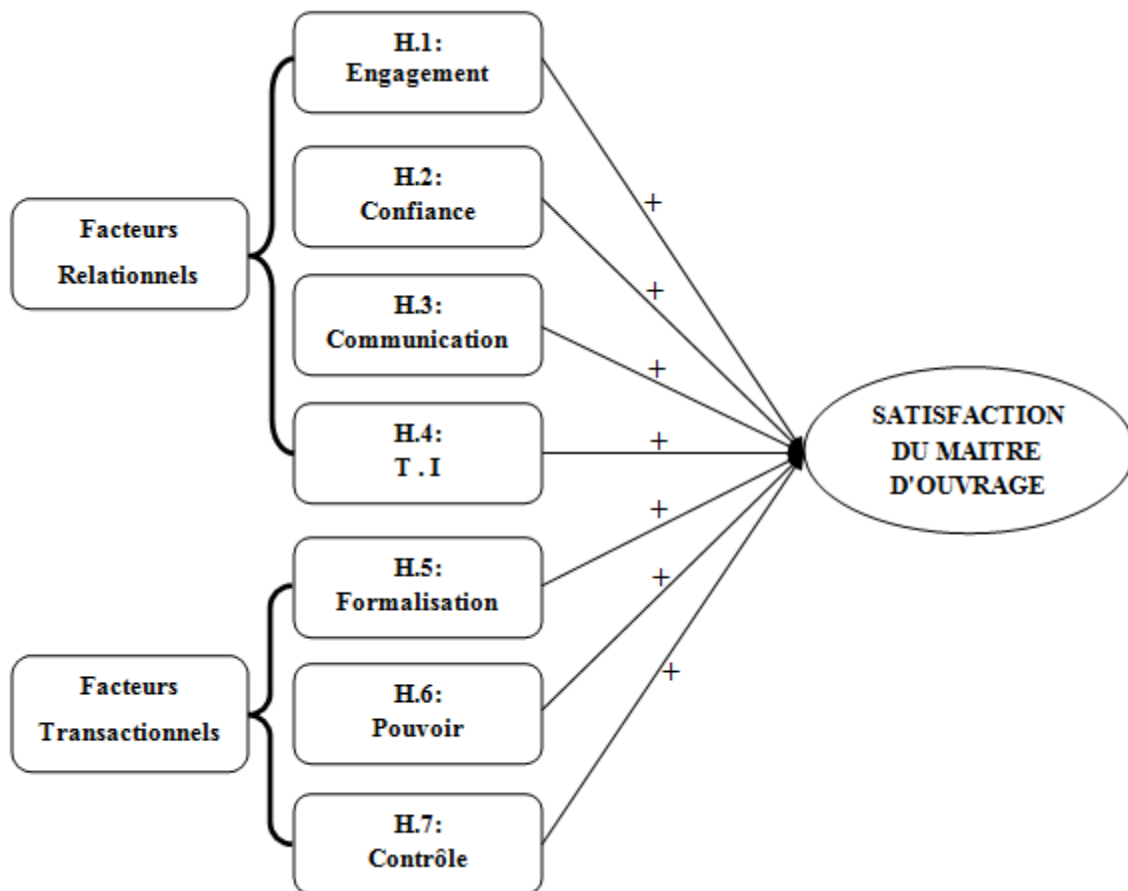 H.1:
Engagement
H.2:
Confiance
Facteurs
Relationnels
H.3:
Communication
H.4:
T . I
H.5:
Formalisation
Facteurs
Transactionnels
H.6:
Pouvoir
H.7:
Contrôle
+
+
+
+
+
+
+
SATISFACTION
DU MAITRE
D'OUVRAGE